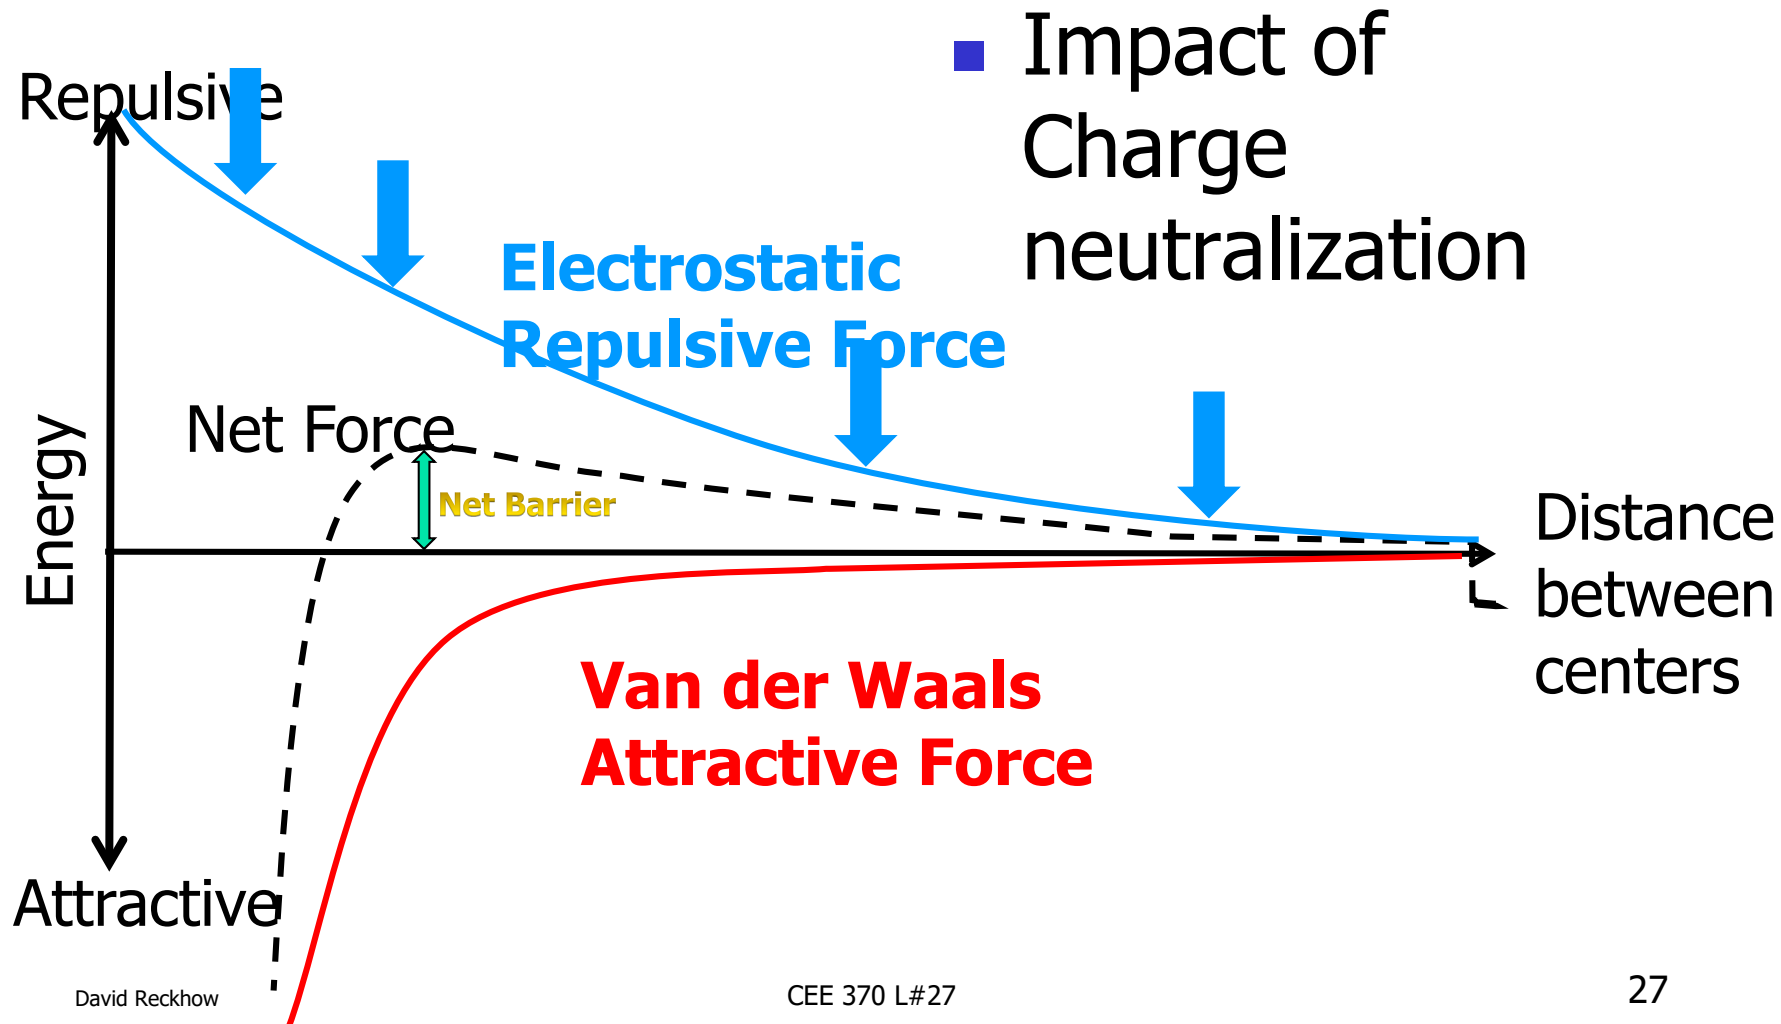 Impact of
Charge
neutralization
Repulsive
Electrostatic
Repulsive Force
Net Force
Net Barrier
Energy
Distance
between
centers
Van der Waals
Attractive Force
Attractive
David Reckhow
CEE 370 L#27
27